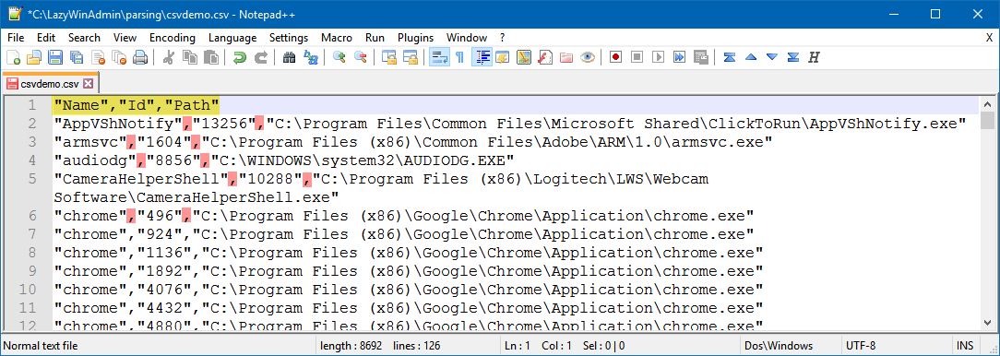 *C:\LazyWinAdmin\parsing\csvdemo.csv - Notepad++
File Edit Search View Encoding Language Settings Macro Run Plugins Window ? X
csvdemo.csv
1 "Name","Id","Path"
2 "AppVShNotify","13256","C:\Program Files\Common Files\Microsoft Shared\ClickToRun\AppVShNotify.exe"
3 "armsvc","1604","C:\Program Files (x86)\Common Files\Adobe\ARM\1.0\armsvc.exe"
4 "audiodg","8856","C:\WINDOWS\system32\AUDIODG.EXE"
5 "CameraHelperShell","10288","C:\Program Files (x86)\Logitech\LWS\Webcam
Software\CameraHelperShell.exe"
6 "chrome","496","C:\Program Files (x86)\Google\Chrome\Application\chrome.exe"
7 "chrome","924","C:\Program Files (x86)\Google\Chrome\Application\chrome.exe"
8 "chrome","1136","C:\Program Files (x86)\Google\Chrome\Application\chrome.exe"
9 "chrome","1892","C:\Program Files (x86)\Google\Chrome\Application\chrome.exe"
10 "chrome","4076","C:\Program Files (x86)\Google\Chrome\Application\chrome.exe"
11 "chrome","4432","C:\Program Files (x86)\Google\Chrome\Application\chrome.exe"
12 "chrome","4880","C:\Program Files (x86)\Google\Chrome\Application\chrome.exe"
Normal text file length : 8692 lines : 126 Ln : 1 Col : 1 Sel : 0 | 0 Dos\Windows UTF-8 INS